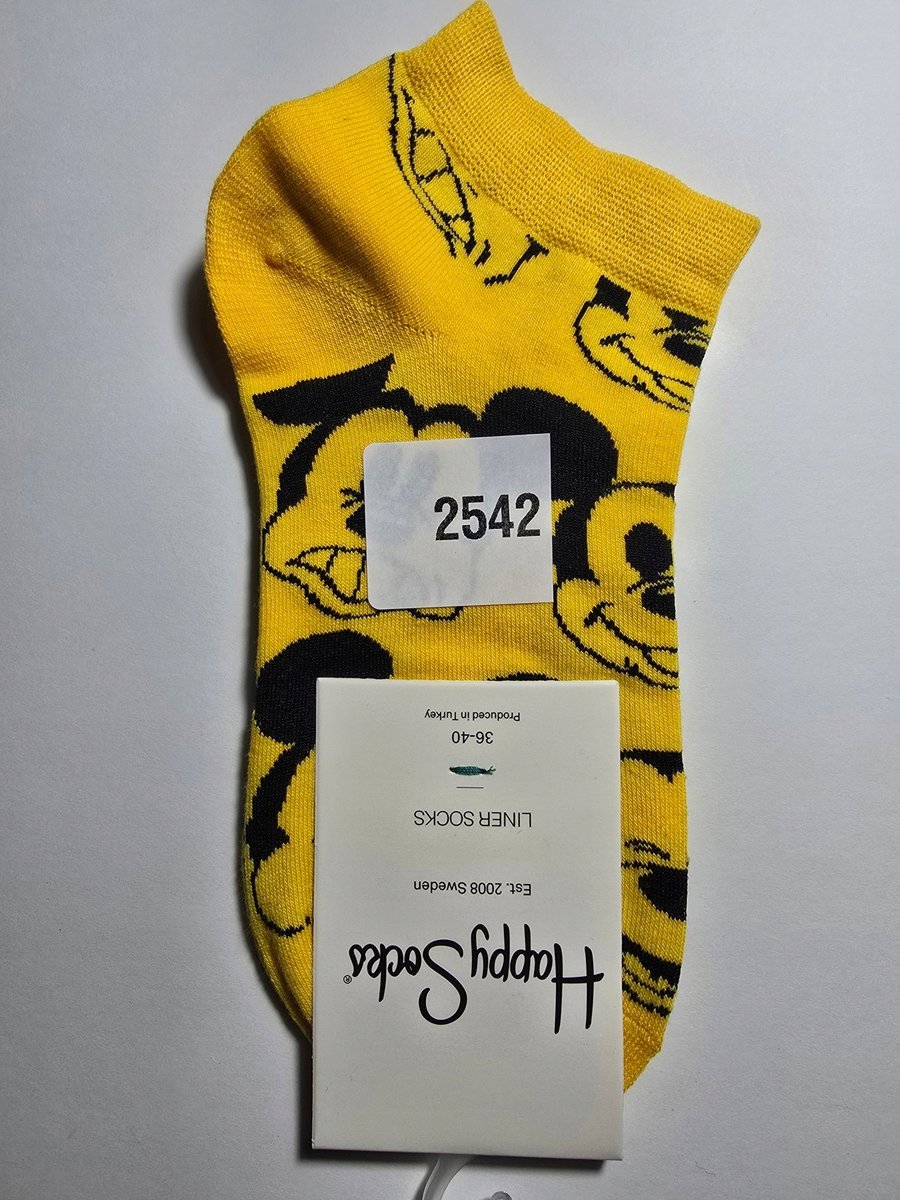 2542
Happy Socks®
Est. 2008 Sweden
LINER SOCKS
36-40
Produced in Turkey